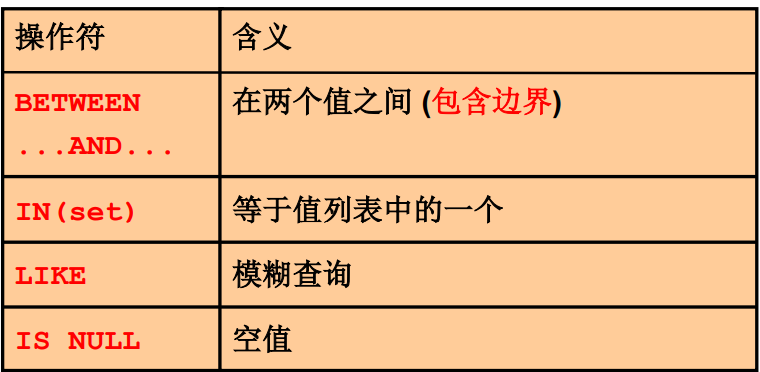 操作符 含义
BETWEEN 在两个值之间 (包含边界)
...AND...
IN(set) 等于值列表中的一个
LIKE 模糊查询
IS NULL 空值